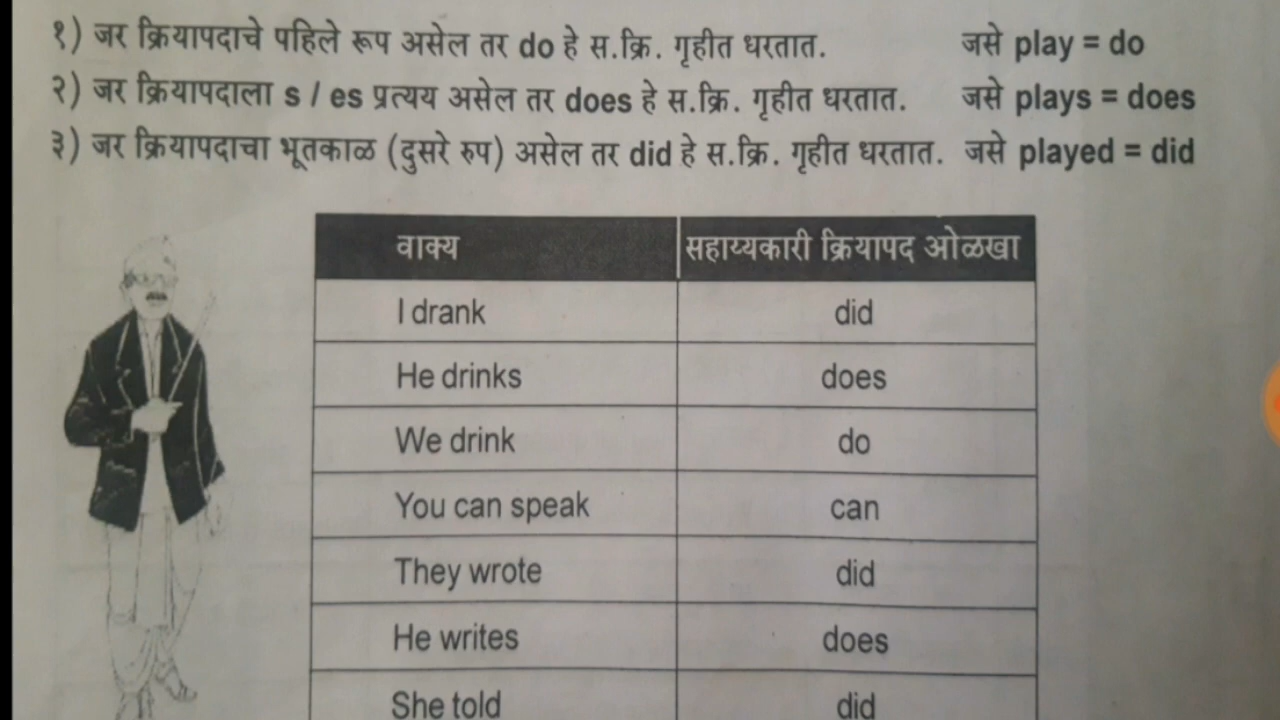 १) जर क्रियापदाचे पहिले रूप असेल तर do हे स.क्रि. गृहीत धरतात. जसे play = do
२) जर क्रियापदाला s / es प्रत्यय असेल तर does हे स.क्रि. गृहीत धरतात. जसे plays = does
३) जर क्रियापदाचा भूतकाळ (दुसरे रुप) असेल तर did हे स.क्रि. गृहीत धरतात. जसे played = did
वाक्य सहाय्यकारी क्रियापद ओळखा
I drank did
He drinks does
We drink do
You can speak can
They wrote did
He writes does
She told did